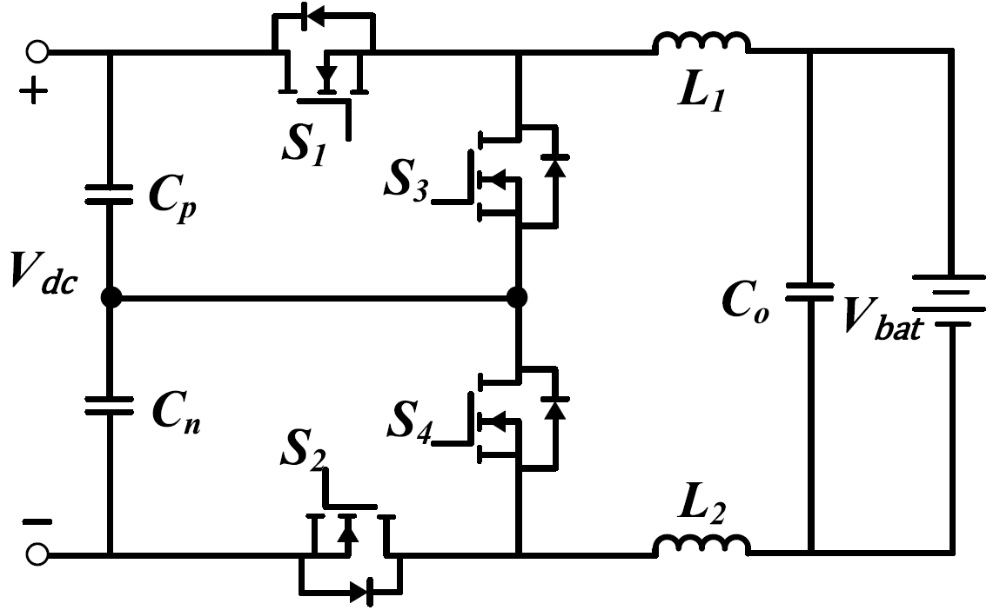 +
S1
L1
S3
Cp
Vdc
Co
Vbat
Cn
S4
S2
L2
−